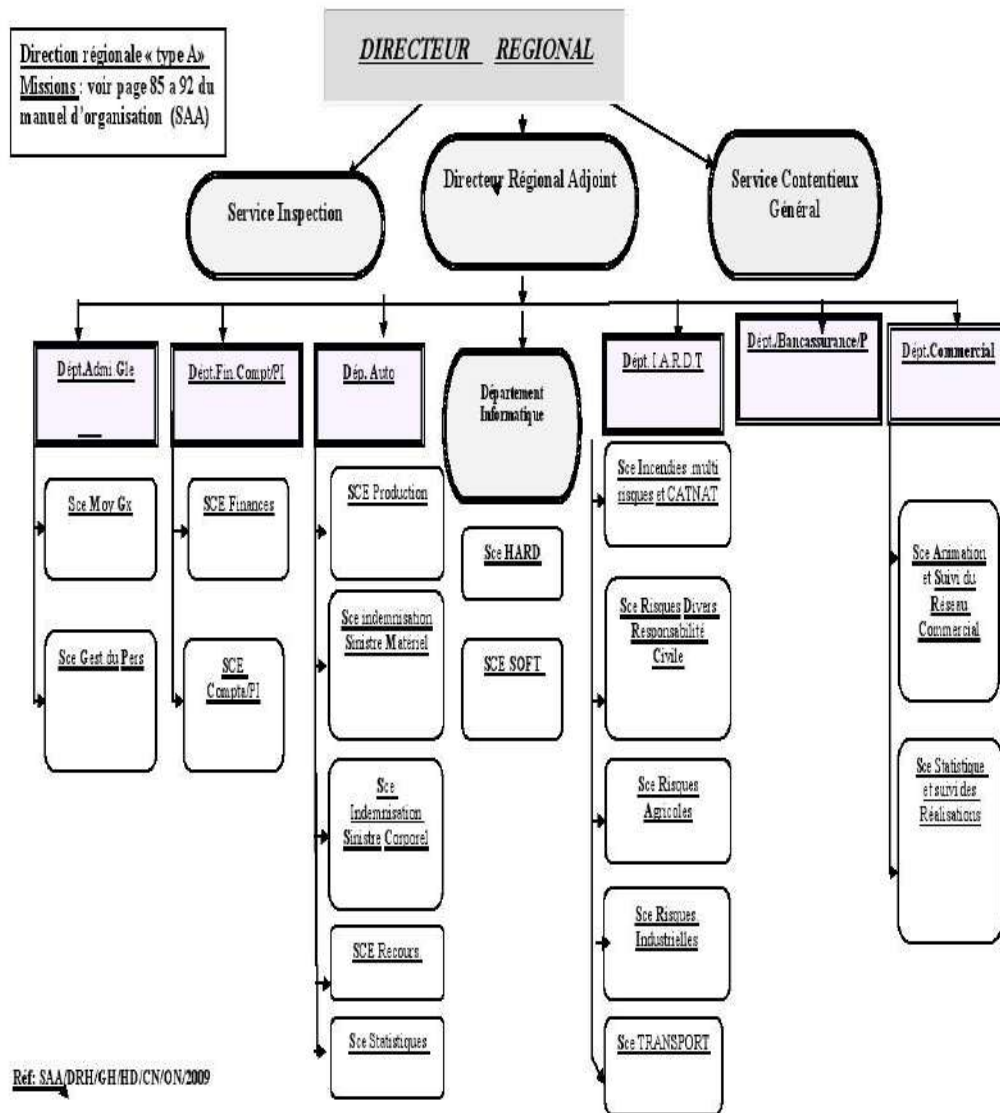 Direction régionale « type A»
Missions : voir page 85 a 92 du
manuel d'organisation (SAA)
DIRECTEUR REGIONAL
Service Inspection
Directeur Régional Adjoint
Service Contentieux
Général
Dépt.Admi.Gle
Dépt.Fin.Compt/PI
Dép. Auto
Département
Informatique
Dépt. I.A.R.D.T
Dépt./Bancassurance/P
Dépt.Commercial
Sce Moy Gx
Sce Gest du Pers
SCE Finances
SCE
Compta/PI
SCE Production
Sce indemnisation
Sinistre Matériel
Sce
Indemnisation
Sinistre Corporel
SCE Recours
Sce Statistiques
Sce HARD
SCE SOFT
Sce Incendies multi
risques et CATNAT
Sce Risques Divers
Responsabilité
Civile
Sce Risques
Agricoles
Sce Risques
Industrielles
Sce TRANSPORT
Sce Animation
et Suivi du
Réseau
Commercial
Sce Statistique
et suivi des
Réalisations
Réf: SAA/DRH/GH/HD/CN/ON/2009